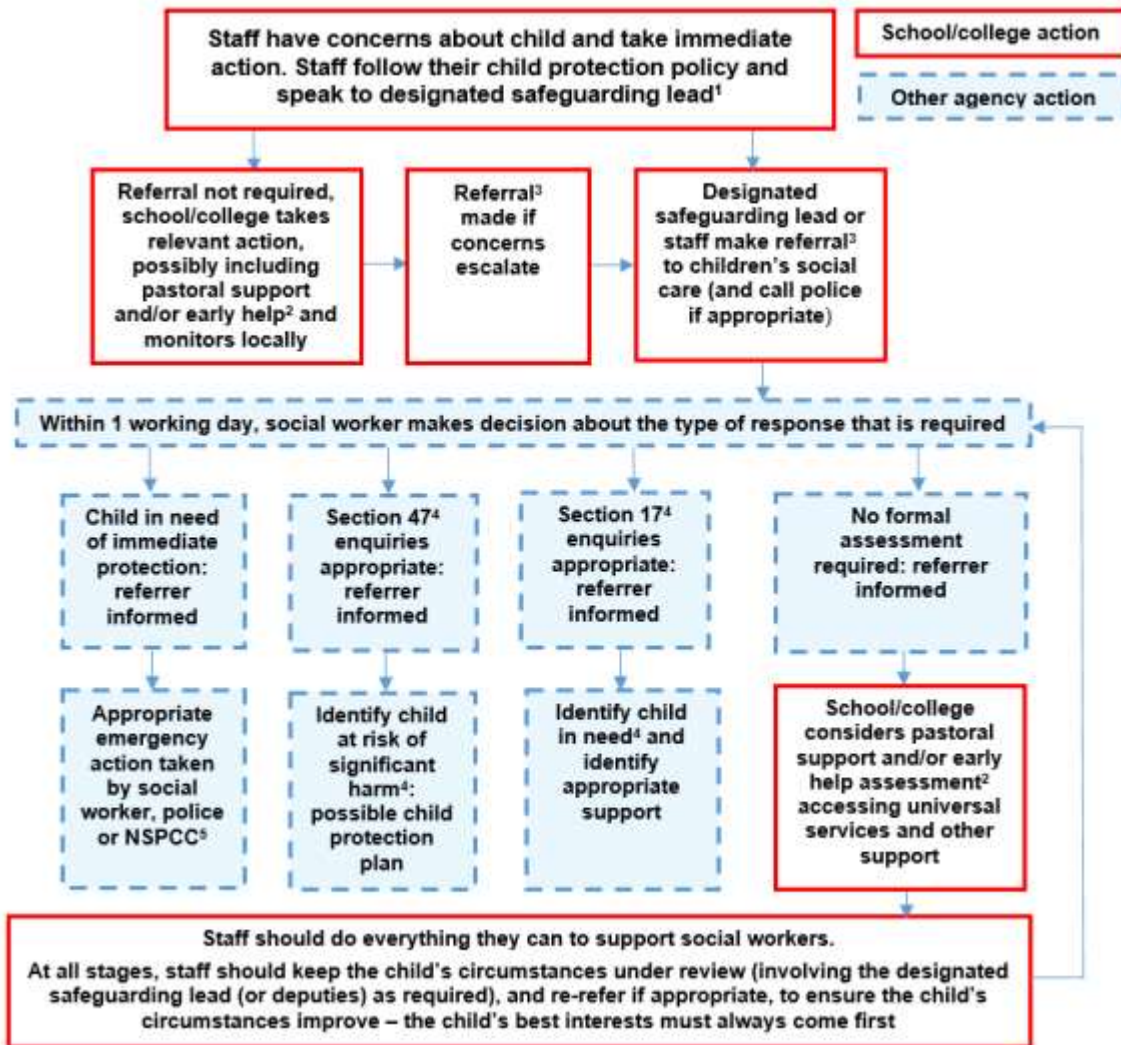 Staff have concerns about child and take immediate
action. Staff follow their child protection policy and
speak to designated safeguarding lead¹
School/college action
Other agency action
Referral not required,
school/college takes
relevant action,
possibly including
pastoral support
and/or early help² and
monitors locally
Referral³
made if
concerns
escalate
Designated
safeguarding lead or
staff make referral³
to children's social
care (and call police
if appropriate)
Within 1 working day, social worker makes decision about the type of response that is required
Child in need
of immediate
protection:
referrer
informed
Section 47⁴
enquiries
appropriate:
referrer
informed
Section 17⁴
enquiries
appropriate:
referrer
informed
No formal
assessment
required: referrer
informed
Appropriate
emergency
action taken
by social
worker, police
or NSPCC⁵
Identify child
at risk of
significant
harm⁴:
possible child
protection
plan
Identify child
in need⁴ and
identify
appropriate
support
School/college
considers pastoral
support and/or early
help assessment²
accessing universal
services and other
support
Staff should do everything they can to support social workers.
At all stages, staff should keep the child's circumstances under review (involving the designated
safeguarding lead (or deputies) as required), and re-refer if appropriate, to ensure the child's
circumstances improve – the child's best interests must always come first